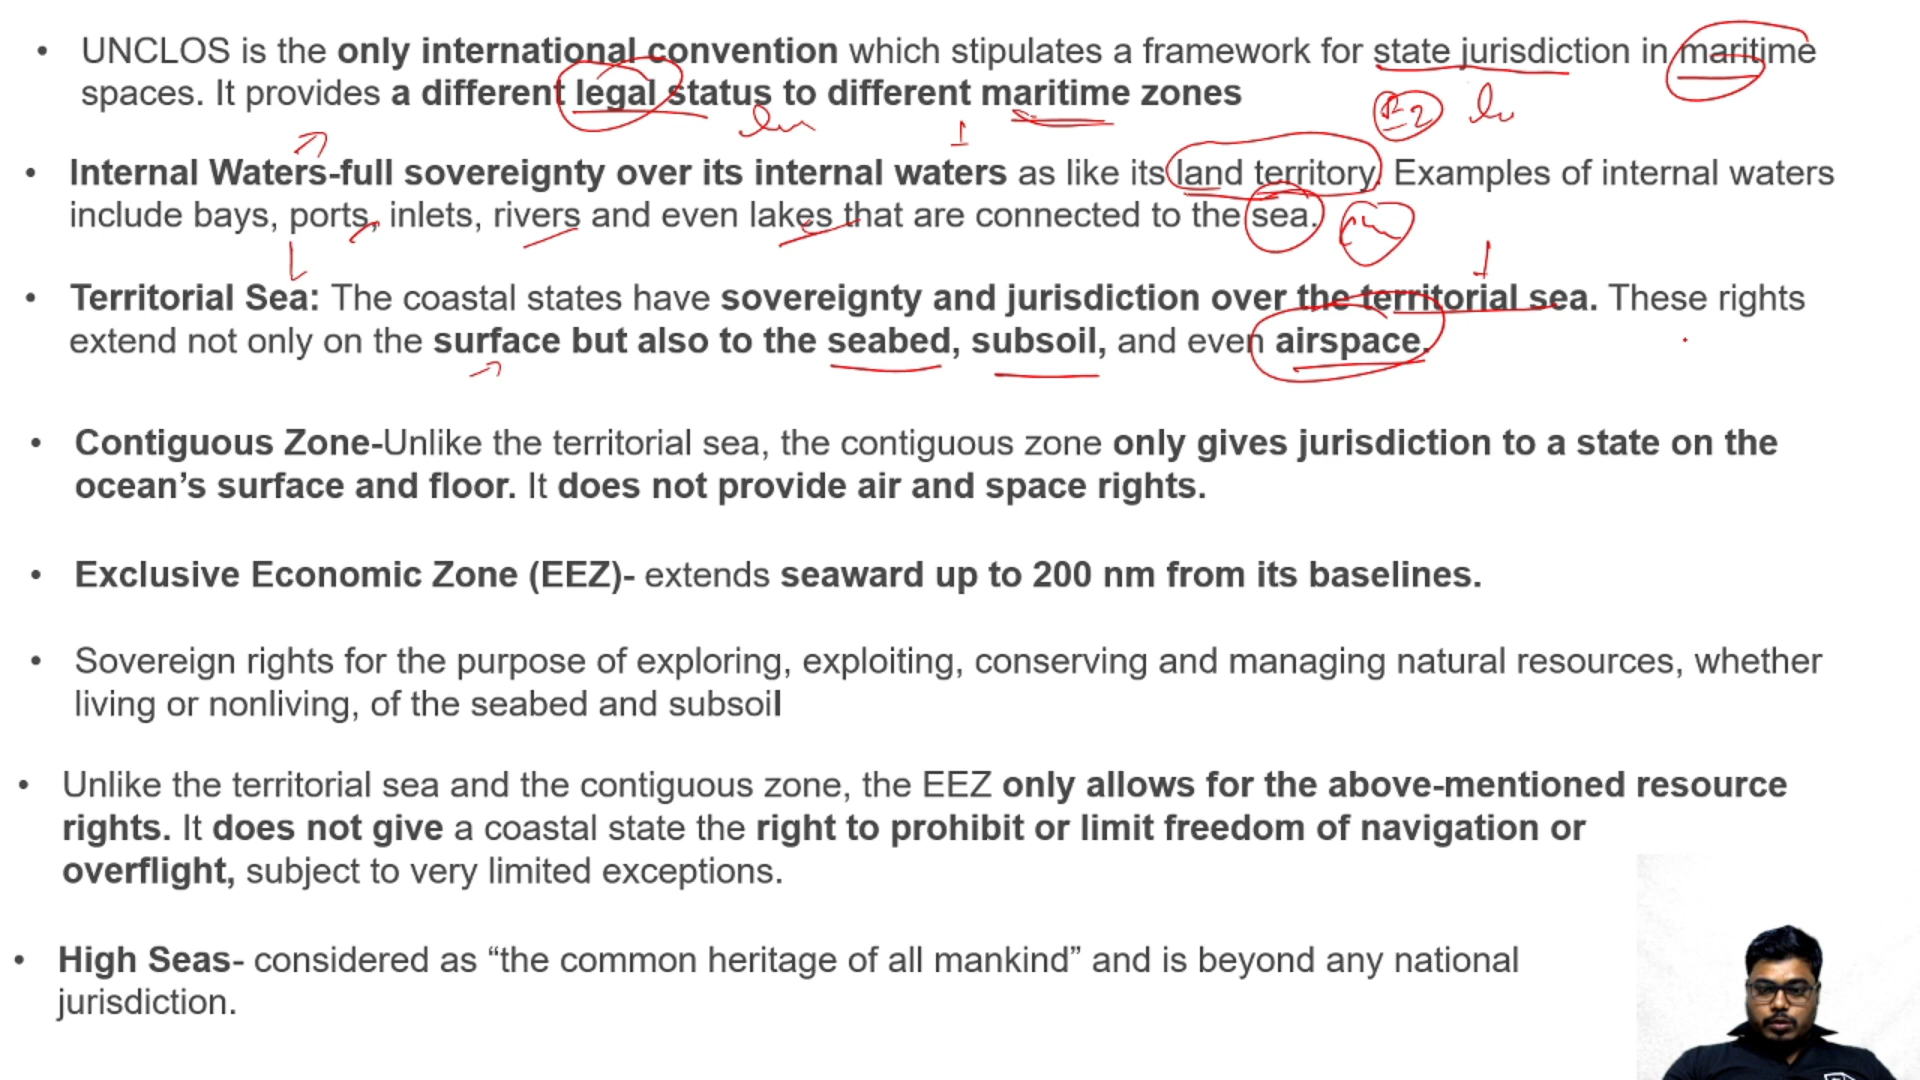 • UNCLOS is the only international convention which stipulates a framework for state jurisdiction in maritime
spaces. It provides a different legal status to different maritime zones
• Internal Waters-full sovereignty over its internal waters as like its land territory. Examples of internal waters
include bays, ports, inlets, rivers and even lakes that are connected to the sea.
• Territorial Sea: The coastal states have sovereignty and jurisdiction over the territorial sea. These rights
extend not only on the surface but also to the seabed, subsoil, and even airspace.
• Contiguous Zone-Unlike the territorial sea, the contiguous zone only gives jurisdiction to a state on the
ocean’s surface and floor. It does not provide air and space rights.
• Exclusive Economic Zone (EEZ)- extends seaward up to 200 nm from its baselines.
• Sovereign rights for the purpose of exploring, exploiting, conserving and managing natural resources, whether
living or nonliving, of the seabed and subsoil
• Unlike the territorial sea and the contiguous zone, the EEZ only allows for the above-mentioned resource
rights. It does not give a coastal state the right to prohibit or limit freedom of navigation or
overflight, subject to very limited exceptions.
• High Seas- considered as “the common heritage of all mankind” and is beyond any national
jurisdiction.